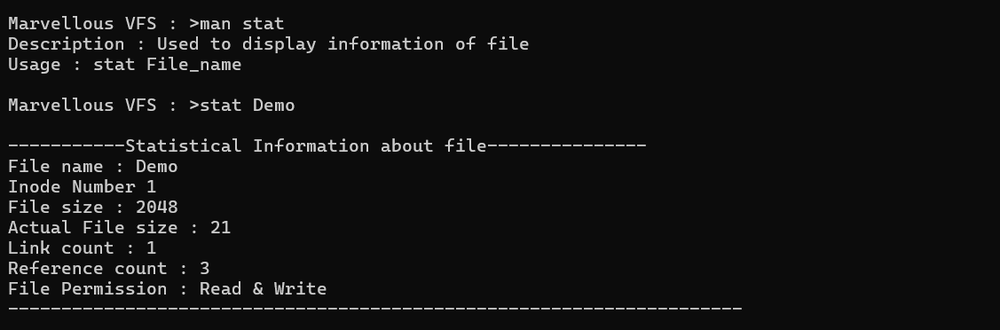 Marvellous VFS : >man stat
Description : Used to display information of file
Usage : stat File_name
Marvellous VFS : >stat Demo
-----------Statistical Information about file---------------
File name : Demo
Inode Number 1
File size : 2048
Actual File size : 21
Link count : 1
Reference count : 3
File Permission : Read & Write
---------------------------------------------------------------------